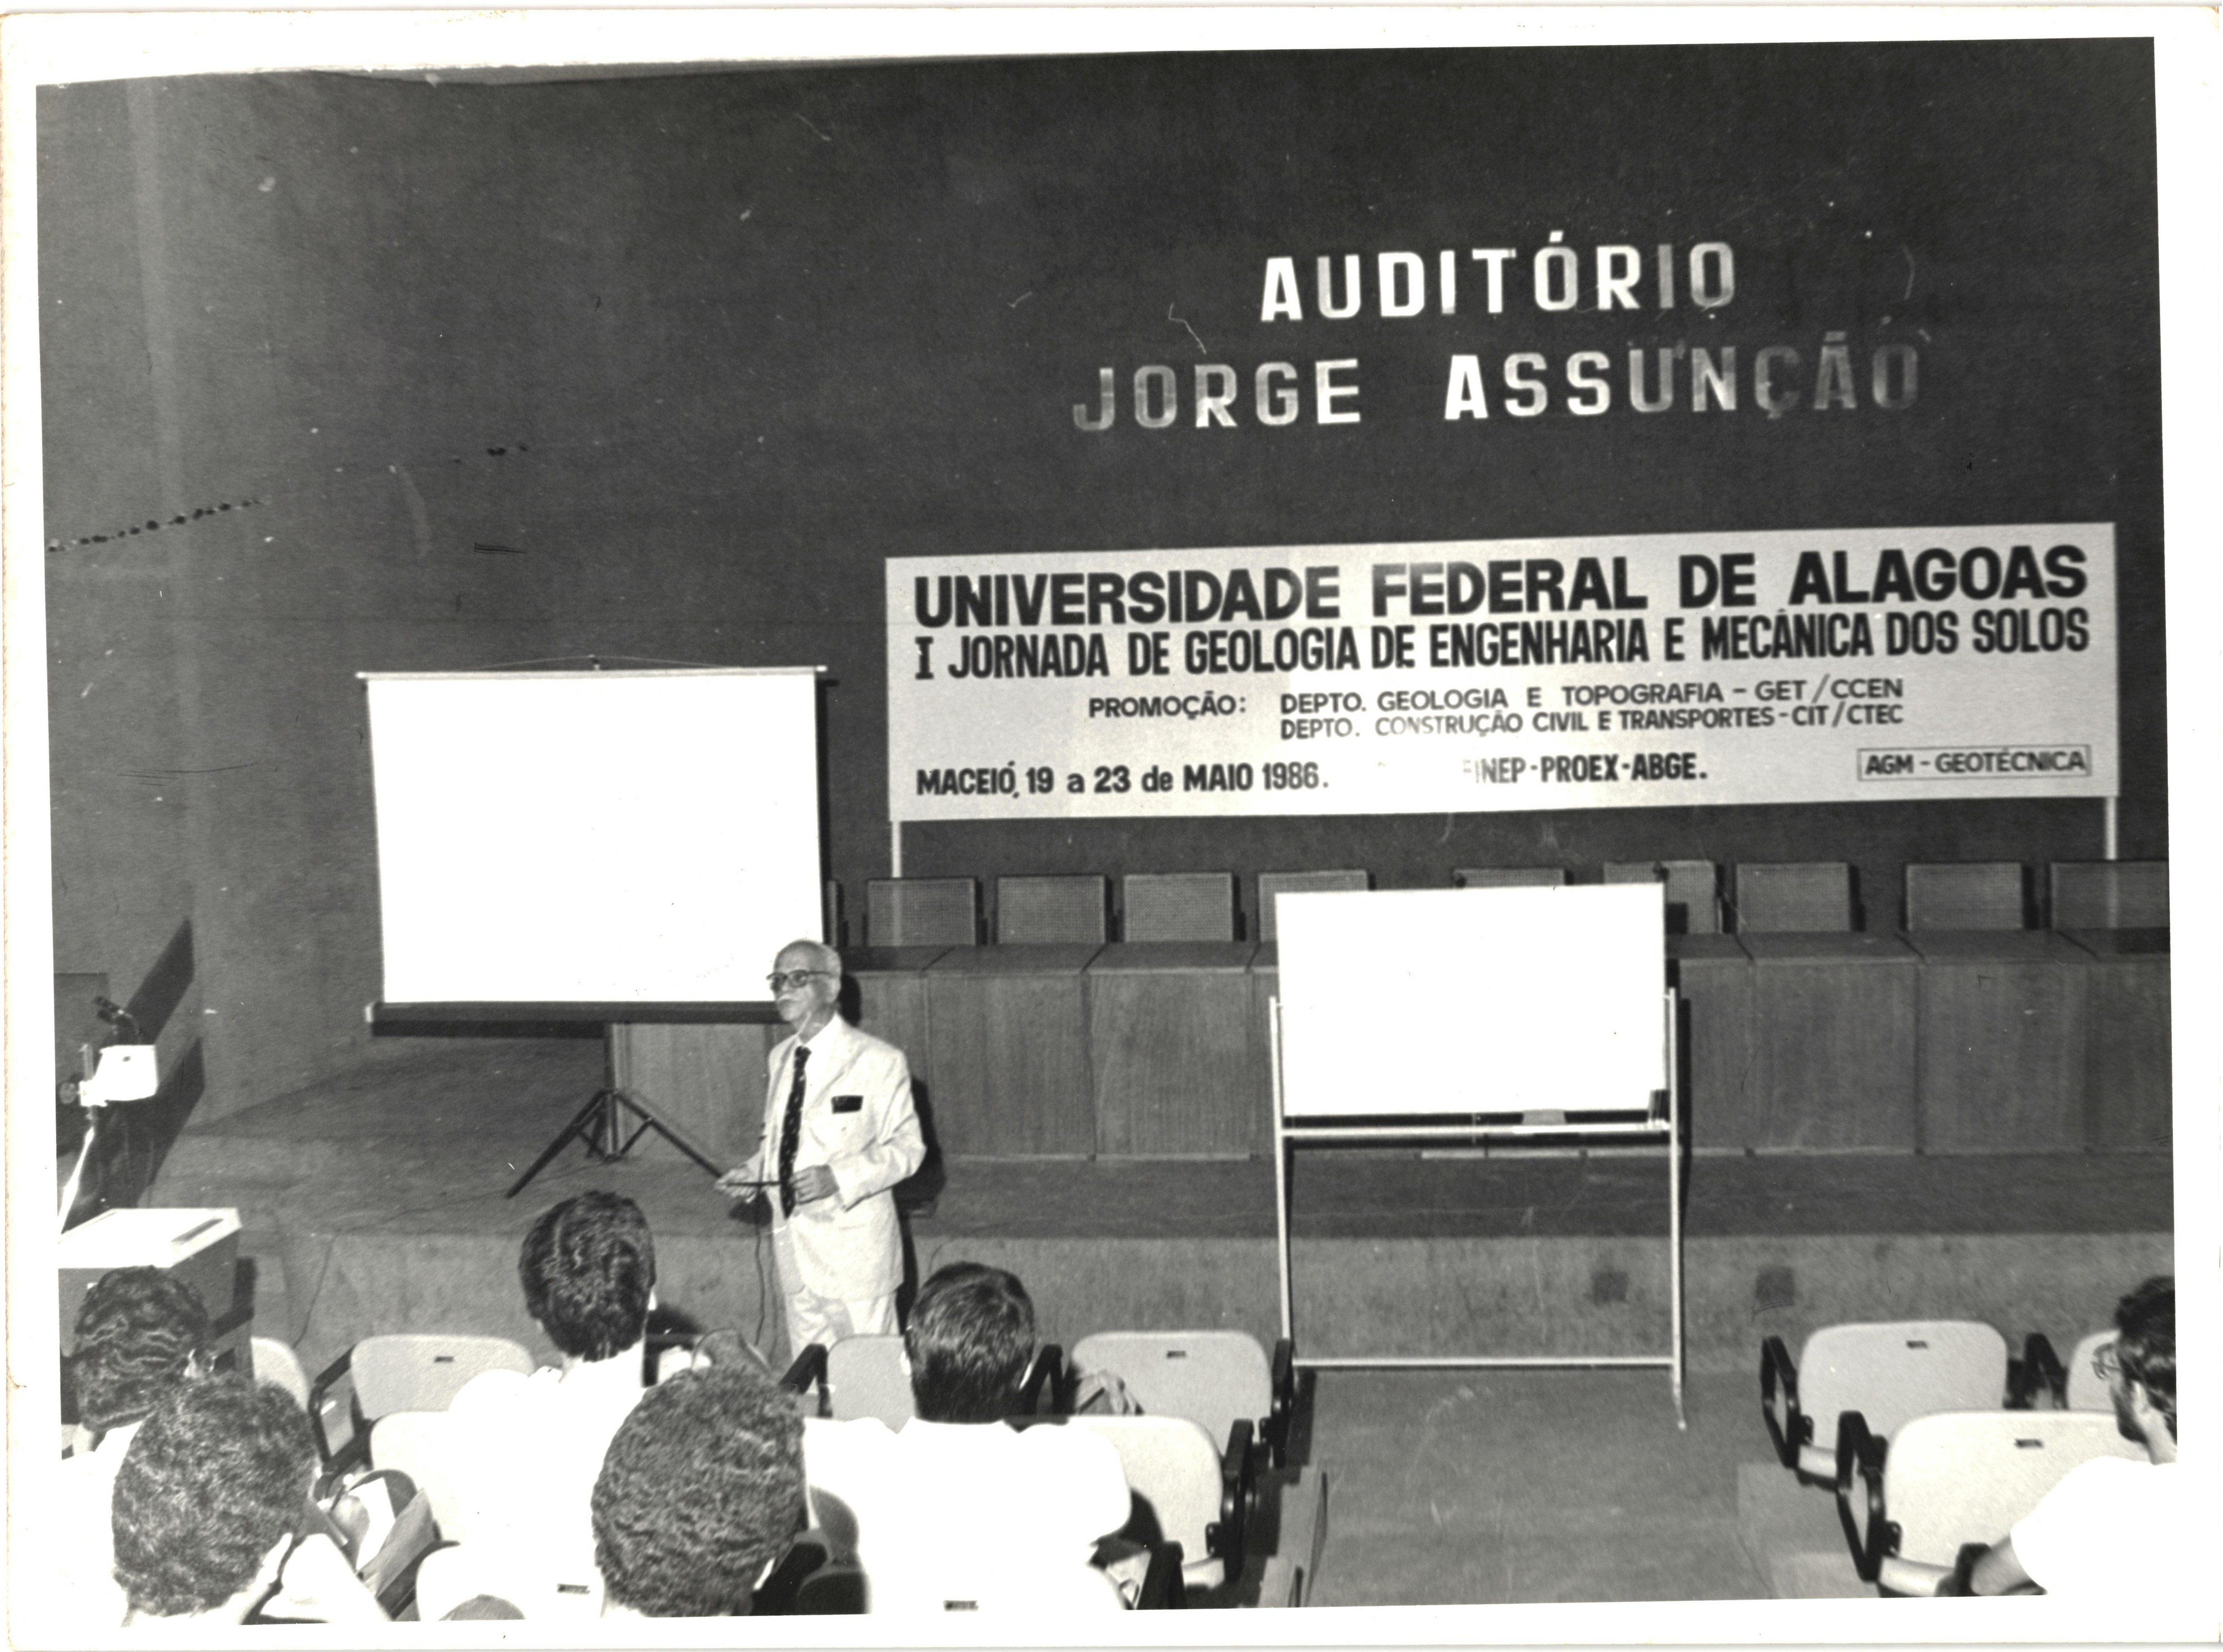 AUDITÓRIO
JORGE ASSUNÇÃO
UNIVERSIDADE FEDERAL DE ALAGOAS
I JORNADA DE GEOLOGIA DE ENGENHARIA E MECÂNICA DOS SOLOS
PROMOÇÃO: DEPTO. GEOLOGIA E TOPOGRAFIA - GET/CCEN
DEPTO. CONSTRUÇÃO CIVIL E TRANSPORTES - CIT/CTEC
MACEIÓ, 19 a 23 de MAIO 1986. FINEP-PROEX-ABGE. AGM - GEOTÉCNICA